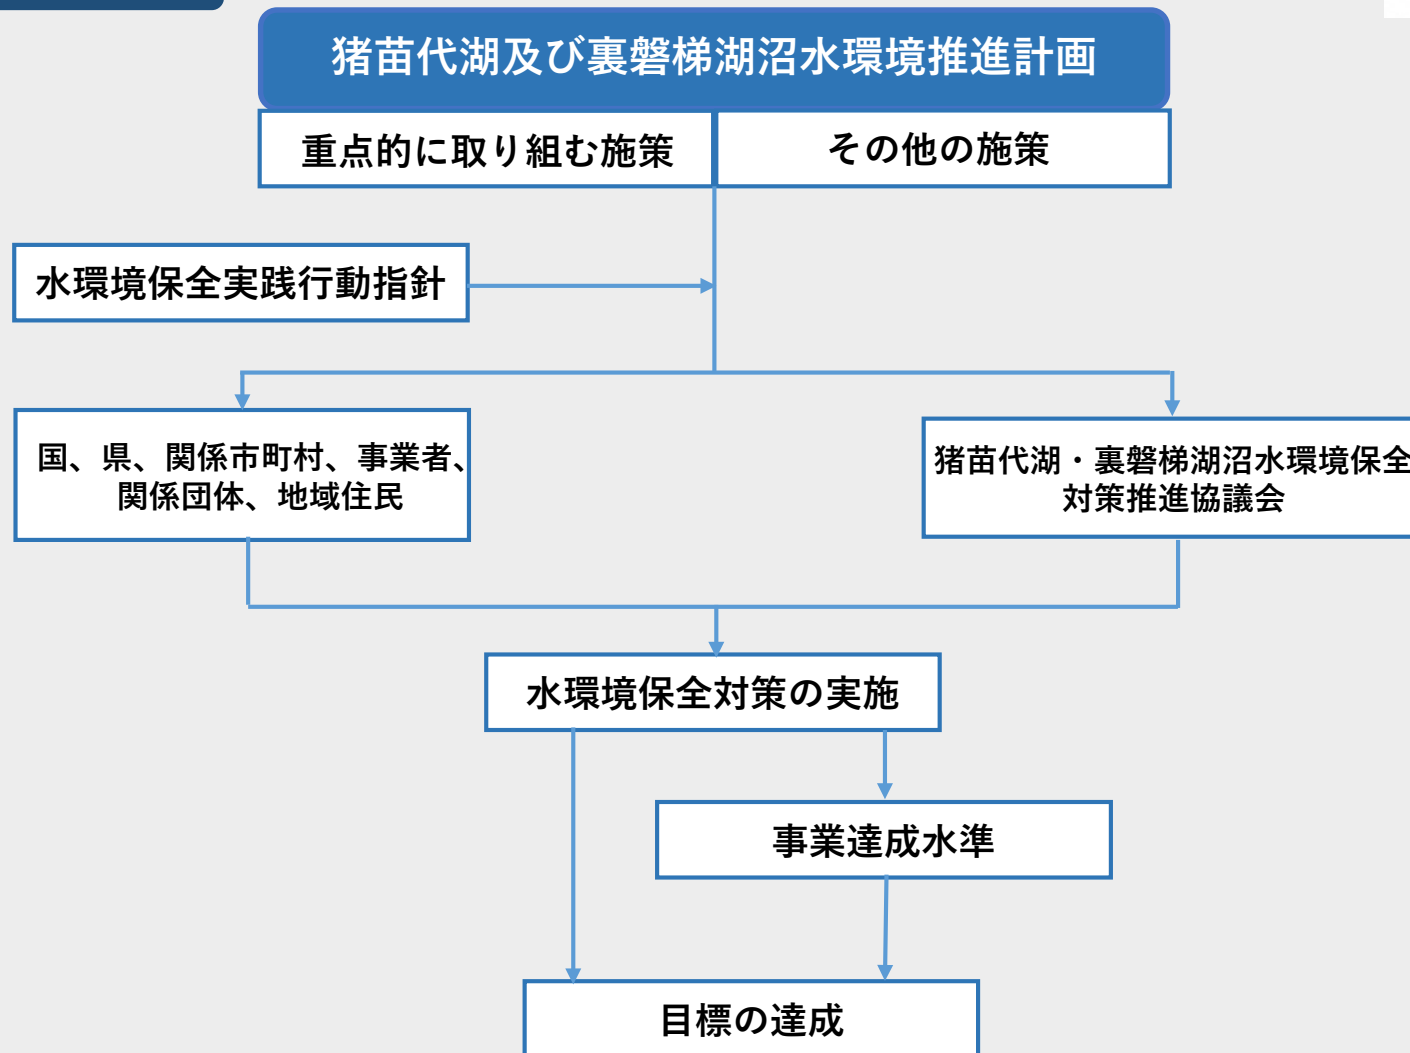 猪苗代湖及び裏磐梯湖沼水環境推進計画
重点的に取り組む施策
その他の施策
水環境保全実践行動指針
国、県、関係市町村、事業者、
関係団体、地域住民
猪苗代湖・裏磐梯湖沼水環境保全
対策推進協議会
水環境保全対策の実施
事業達成水準
目標の達成